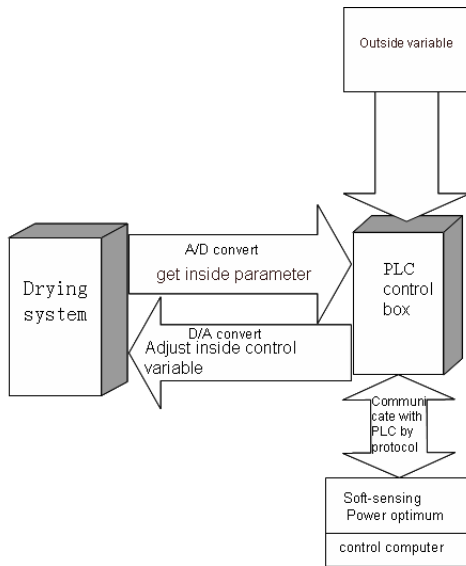 Outside variable
A/D convert
get inside parameter
Drying
system
PLC
control
box
D/A convert
Adjust inside control
variable
Communi
cate with
PLC by
protocol
Soft-sensing
Power optimum
control computer